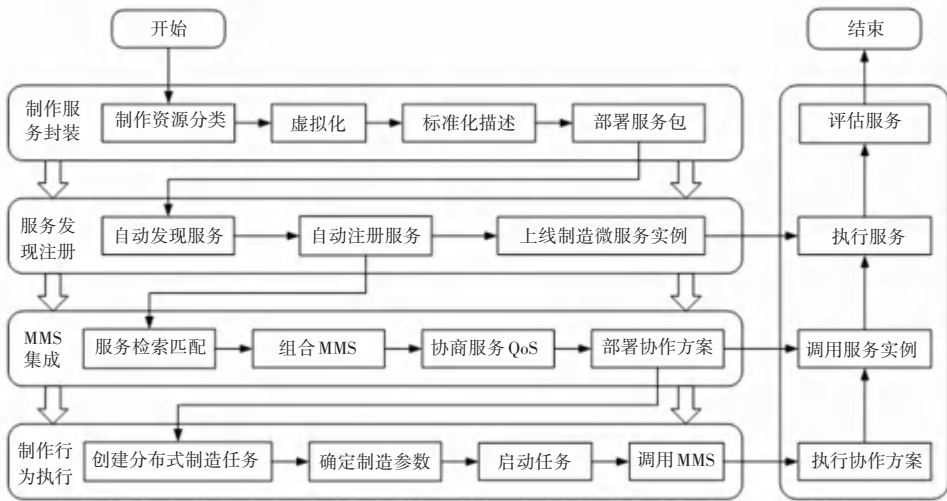 开始
结束
制作服
务封装
制作资源分类
虚拟化
标准化描述
部署服务包
评估服务
服务发
现注册
自动发现服务
自动注册服务
上线制造微服务实例
执行服务
MMS
集成
服务检索匹配
组合MMS
协商服务QoS
部署协作方案
调用服务实例
制作行
为执行
创建分布式制造任务
确定制造参数
启动任务
调用MMS
执行协作方案